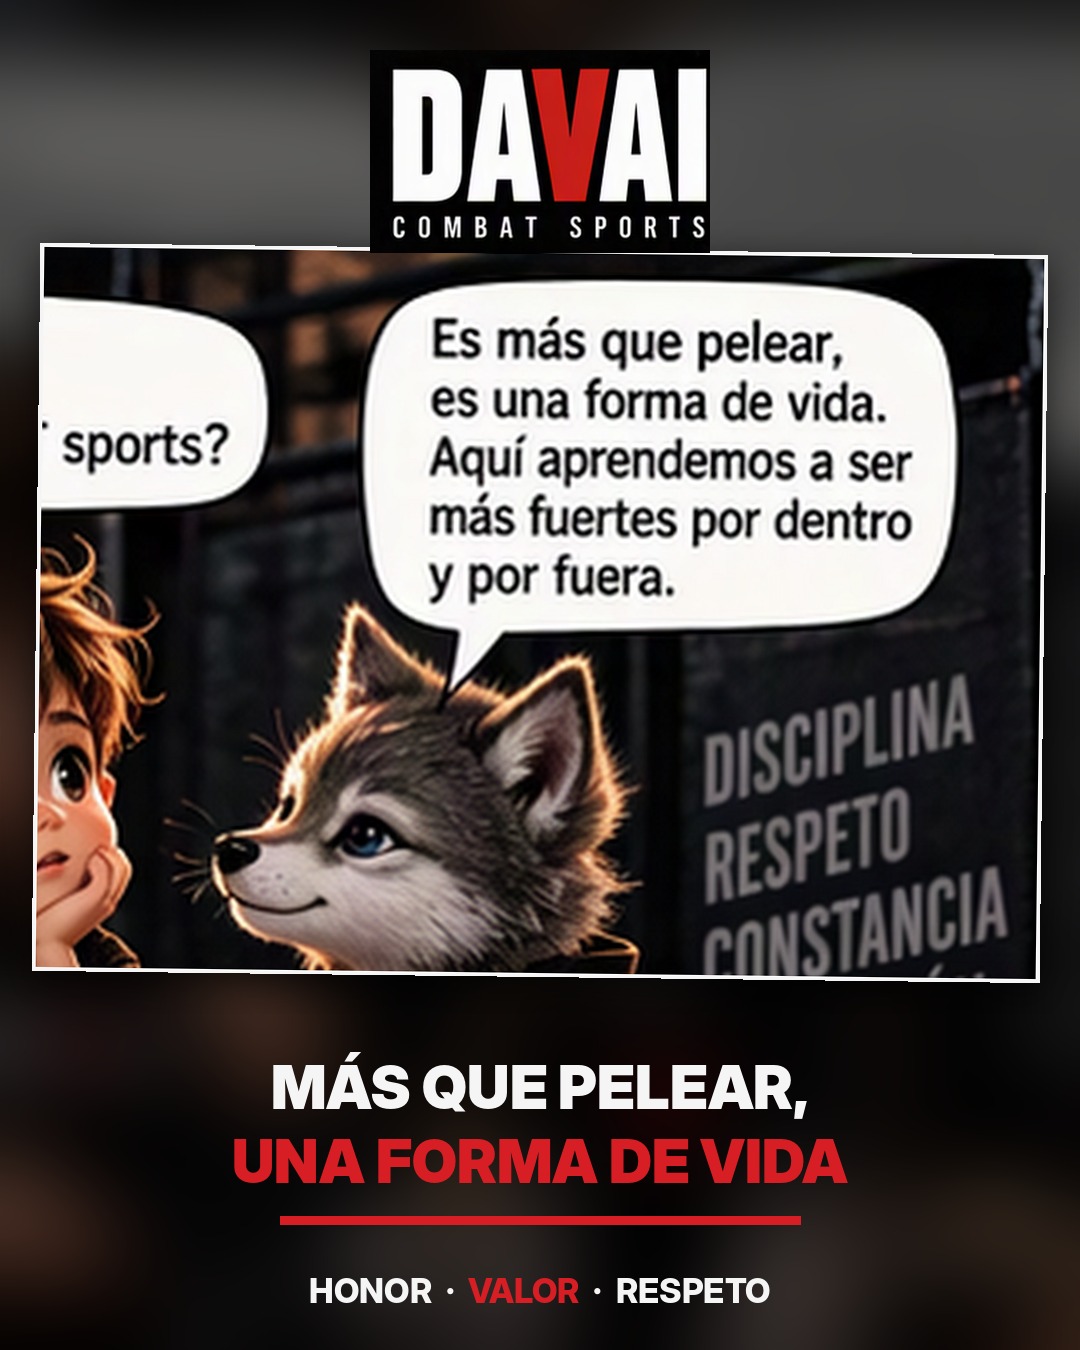 DAVAI
COMBAT SPORTS
sports?
Es más que pelear,
es una forma de vida.
Aquí aprendemos a ser
más fuertes por dentro
y por fuera.
DISCIPLINA
RESPETO
CONSTANCIA
MÁS QUE PELEAR,
UNA FORMA DE VIDA
HONOR · VALOR · RESPETO